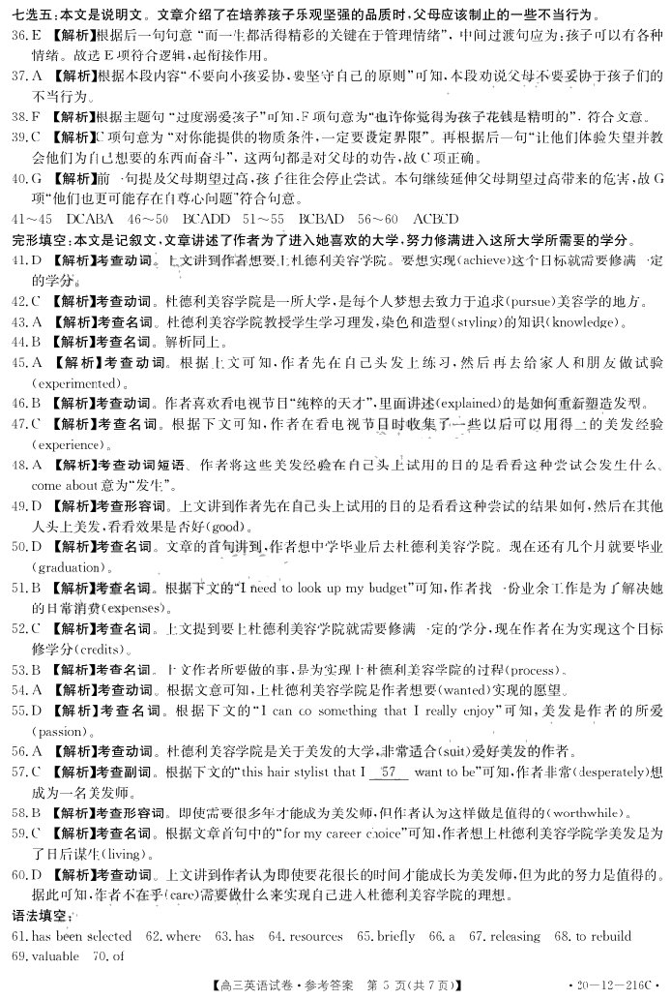 七选五:本文是说明文。文章介绍了在培养孩子乐观坚强的品质时,父母应该制止的一些不当行为。
36. E 【解析】根据后一句句意“而一生都活得精彩的关键在于管理情绪”,中间过渡句应为:孩子可以有各种
情绪。故选E项符合逻辑,起衔接作用。
37. A 【解析】根据本段内容“不要向小孩妥协,要坚守自己的原则”可知,本段劝说父母不要妥协于孩子们的
不当行为。
38. F 【解析】根据主题句“过度溺爱孩子”可知,F项句意为“也许你觉得为孩子花钱是精明的”,符合文意。
39. C 【解析】C项句意为“对你能提供的物质条件,一定要设定界限”。再根据后一句“让他们体验失望并教
会他们为自己想要的东西而奋斗”,这两句都是对父母的劝告,故C项正确。
40. G 【解析】前一句提及父母期望过高,孩子往往会停止尝试。本句继续延伸父母期望过高带来的危害,故G
项“他们也更可能存在自尊心问题”符合句意。
41~45 DCABA 46~50 BCADD 51~55 BCBAD 56~60 ACBCD
完形填空:本文是记叙文,文章讲述了作者为了进入她喜欢的大学,努力修满进入这所大学所需要的学分。
41. D 【解析】考查动词。上文讲到作者想要上杜德利美容学院。要想实现(achieve)这个目标就需要修满一定
的学分。
42. C 【解析】考查动词。杜德利美容学院是一所大学,是每个人梦想去致力于追求(pursue)美容学的地方。
43. A 【解析】考查名词。杜德利美容学院教授学生学习理发,染色和造型(styling)的知识(knowledge)。
44. B 【解析】考查名词。解析同上。
45. A 【解析】考查动词。根据上文可知,作者先在自己头发上练习,然后再去给家人和朋友做试验
(experimented)。
46. B 【解析】考查动词。作者喜欢看电视节目“纯粹的天才”,里面讲述(explained)的是如何重新塑造发型。
47. C 【解析】考查名词。根据下文可知,作者在看电视节目时收集了一些以后可以用得上的美发经验
(experience)。
48. A 【解析】考查动词短语。作者将这些美发经验在自己头上试用的目的是看看这种尝试会发生什么。
come about 意为“发生”。
49. D 【解析】考查形容词。上文讲到作者先在自己头上试用的目的是看看这种尝试的结果如何,然后在其他
人头上美发,看看效果是否好(good)。
50. D 【解析】考查名词。文章的首句讲到,作者想中学毕业后去杜德利美容学院。现在还有几个月就要毕业
(graduation)。
51. B 【解析】考查名词。根据下文的“I need to look up my budget”可知,作者找一份业余工作是为了解决她
的日常消费(expenses)。
52. C 【解析】考查名词。上文提到要上杜德利美容学院就需要修满一定的学分,现在作者在为实现这个目标
修学分(credits)。
53. B 【解析】考查名词。上文作者所要做的事,是为实现上杜德利美容学院的过程(process)。
54. A 【解析】考查动词。根据文意可知,上杜德利美容学院是作者想要(wanted)实现的愿望。
55. D 【解析】考查名词。根据下文的“I can do something that I really enjoy”可知,美发是作者的所爱
(passion)。
56. A 【解析】考查动词。杜德利美容学院是关于美发的大学,非常适合(suit)爱好美发的作者。
57. C 【解析】考查副词。根据下文的“this hair stylist that I 57 want to be”可知,作者非常(desperately)想
成为一名美发师。
58. B 【解析】考查形容词。即使需要很多年才能成为美发师,但作者认为这样做是值得的(worthwhile)。
59. C 【解析】考查名词。根据文章首句中的“for my career choice”可知,作者想上杜德利美容学院学美发是为
了日后谋生(living)。
60. D 【解析】考查动词。上文讲到作者认为即使要花很长的时间才能成长为美发师,但为此的努力是值得的。
据此可知,作者不在乎(care)需要做什么来实现自己进入杜德利美容学院的理想。
语法填空:
61. has been selected 62. where 63. has 64. resources 65. briefly 66. a 67. releasing 68. to rebuild
69. valuable 70. of
【高三英语试卷·参考答案 第5页(共7页)】 ·20-12-216C·